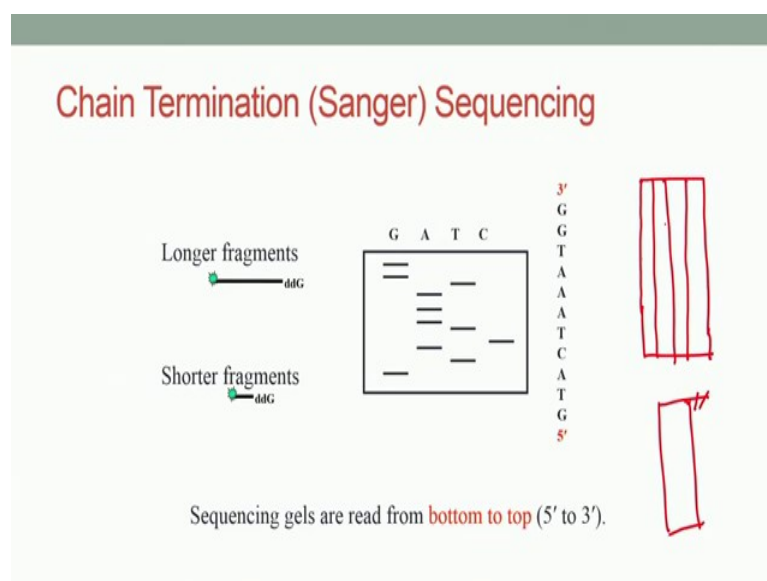 Chain Termination (Sanger) Sequencing
Longer fragments
ddG
Shorter fragments
ddG
G A T C
3'
G
G
T
A
A
A
T
C
A
T
G
5'
Sequencing gels are read from bottom to top (5' to 3').